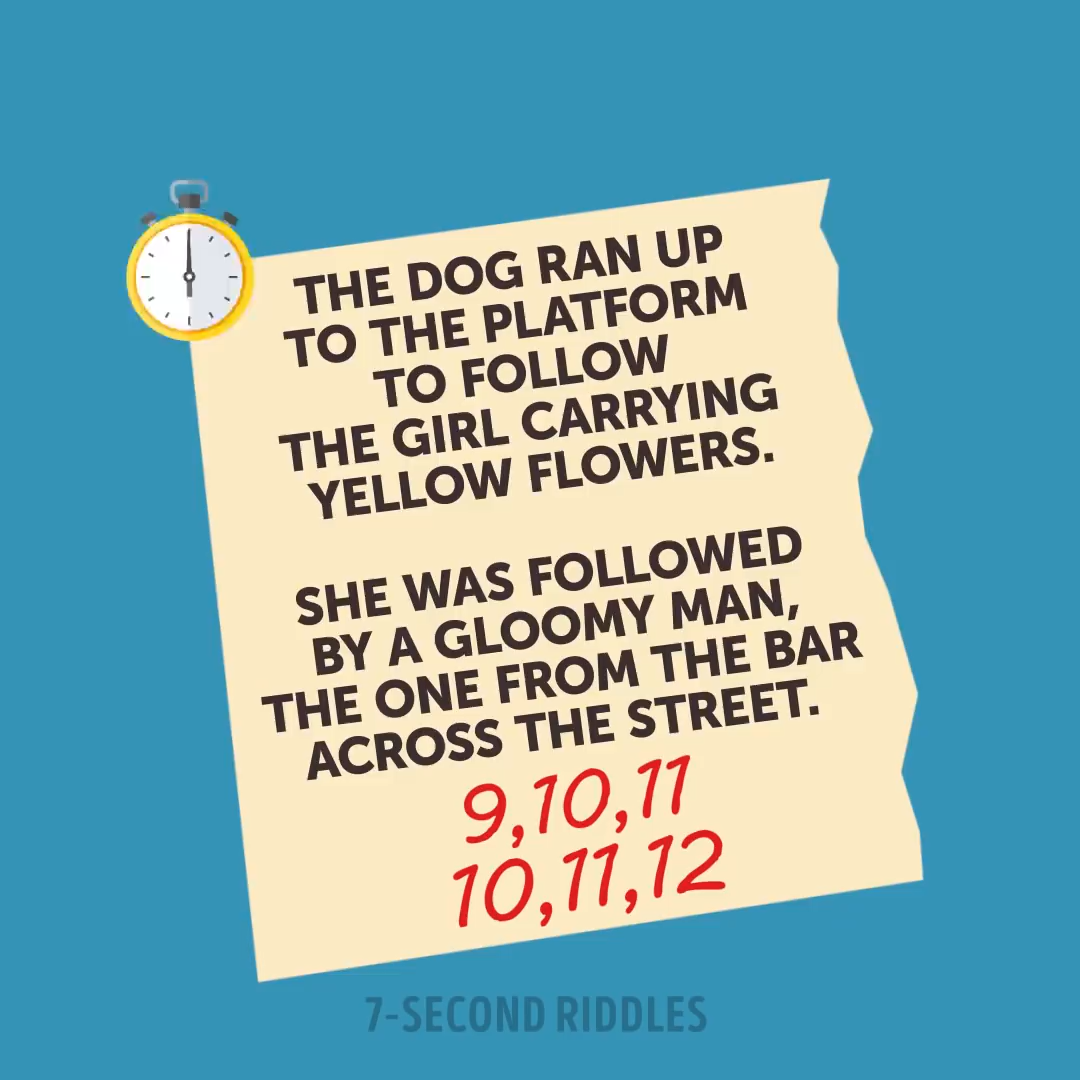 THE DOG RAN UP
TO THE PLATFORM
TO FOLLOW
THE GIRL CARRYING
YELLOW FLOWERS.
SHE WAS FOLLOWED
BY A GLOOMY MAN,
THE ONE FROM THE BAR
ACROSS THE STREET.
9,10,11
10,11,12
7-SECOND RIDDLES